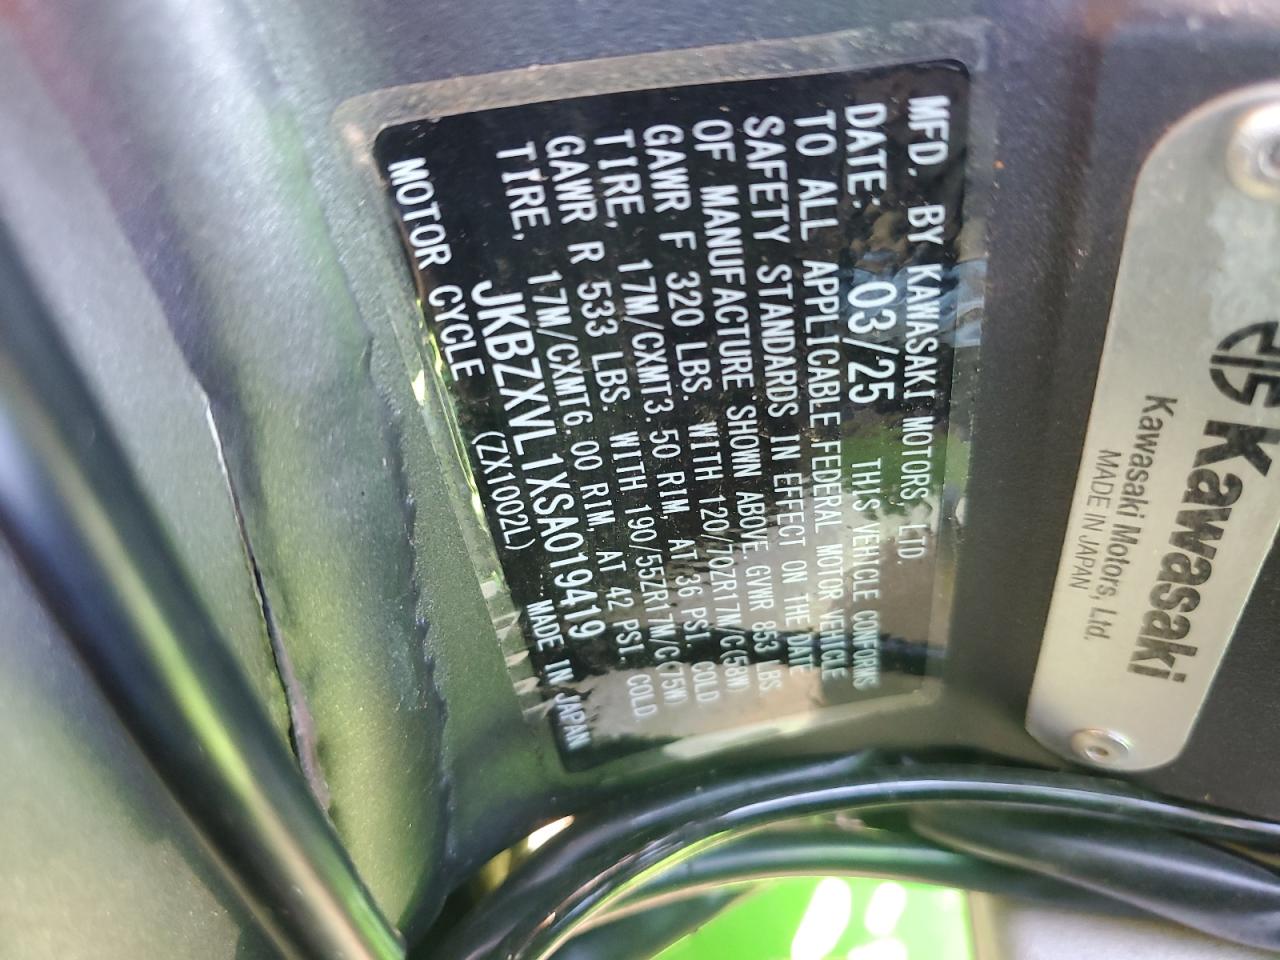 MFD. BY KAWASAKI MOTORS, LTD.
DATE: 03/25 THIS VEHICLE CONFORMS
TO ALL APPLICABLE FEDERAL MOTOR VEHICLE
SAFETY STANDARDS IN EFFECT ON THE DATE
OF MANUFACTURE SHOWN ABOVE. GVWR 853 LBS.
GAWR F 320 LBS. WITH 120/70ZR17M/C(58W)
TIRE, 17M/CXMT3.50 RIM, AT 36 PSI. COLD
GAWR R 533 LBS. WITH 190/55ZR17M/C(75W)
TIRE, 17M/CXMT6.00 RIM, AT 42 PSI. COLD.
JKBZXVL1XSA019419
(ZX1002L)
MOTOR CYCLE MADE IN JAPAN
Kawasaki
Kawasaki Motors, Ltd.
MADE IN JAPAN